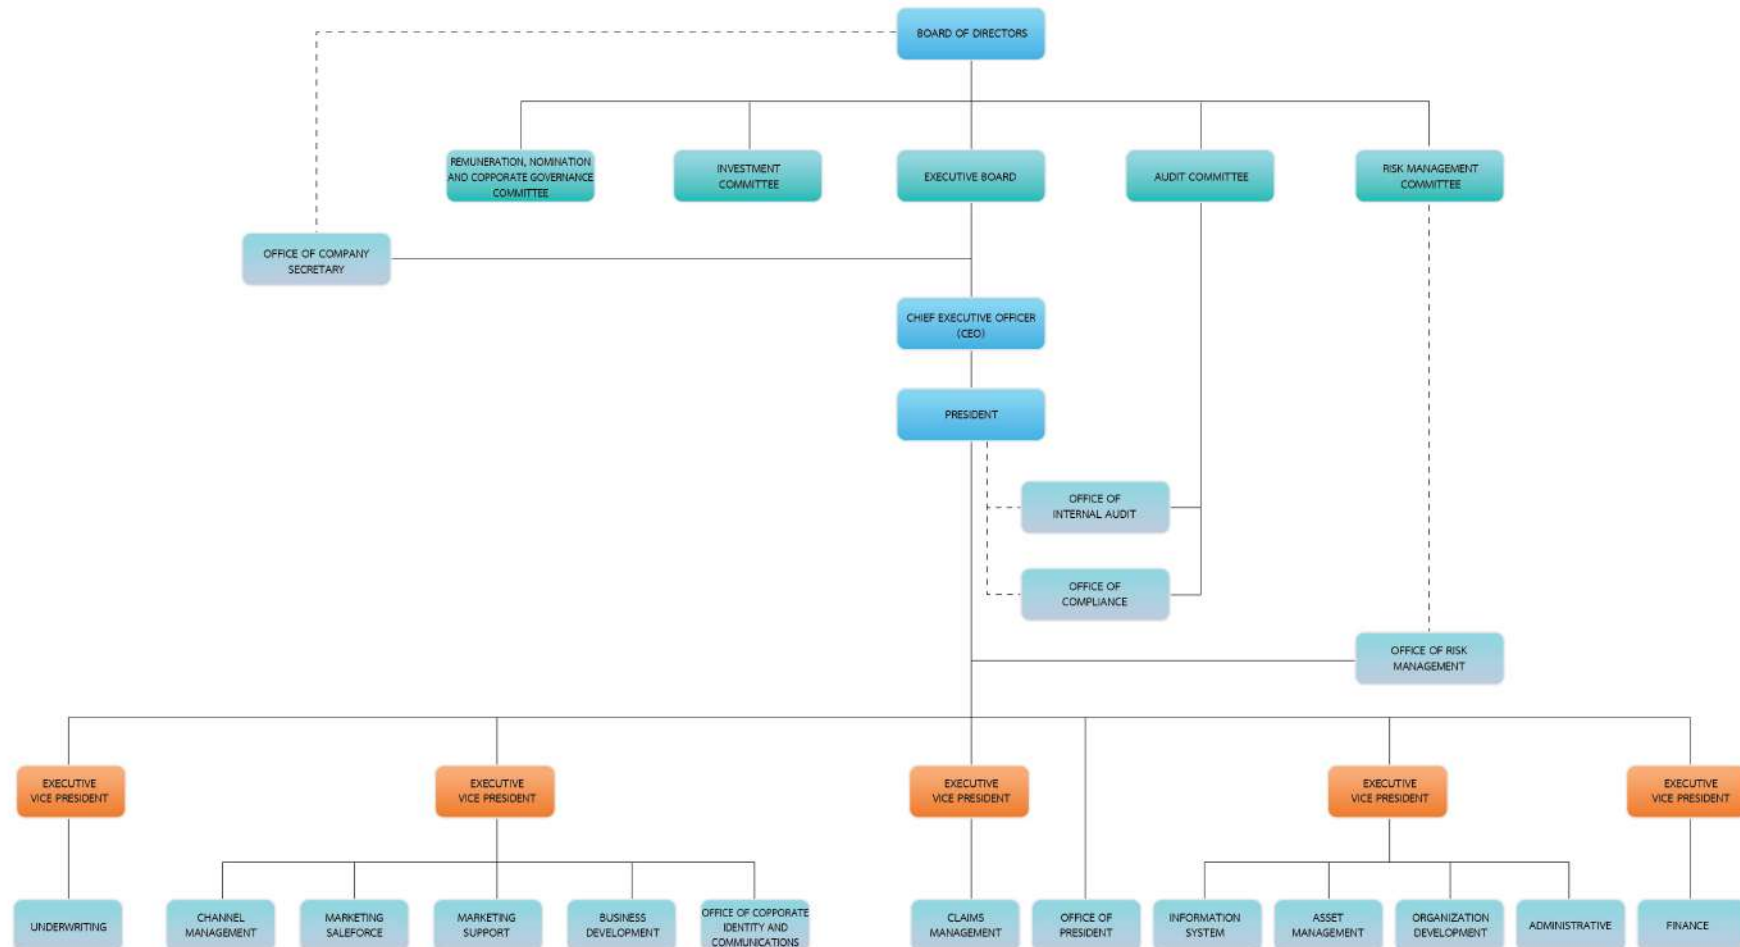 BOARD OF DIRECTORS
REMUNERATION, NOMINATION
AND COPPORATE GOVERNANCE
COMMITTEE
INVESTMENT
COMMITTEE
EXECUTIVE BOARD
AUDIT COMMITTEE
RISK MANAGEMENT
COMMITTEE
OFFICE OF COMPANY
SECRETARY
CHIEF EXECUTIVE OFFICER
(CEO)
PRESIDENT
OFFICE OF
INTERNAL AUDIT
OFFICE OF
COMPLIANCE
OFFICE OF RISK
MANAGEMENT
EXECUTIVE
VICE PRESIDENT
EXECUTIVE
VICE PRESIDENT
EXECUTIVE
VICE PRESIDENT
EXECUTIVE
VICE PRESIDENT
EXECUTIVE
VICE PRESIDENT
UNDERWRITING
CHANNEL
MANAGEMENT
MARKETING
SALEFORCE
MARKETING
SUPPORT
BUSINESS
DEVELOPMENT
OFFICE OF COPPORATE
IDENTITY AND
COMMUNICATIONS
CLAIMS
MANAGEMENT
OFFICE OF
PRESIDENT
INFORMATION
SYSTEM
ASSET
MANAGEMENT
ORGANIZATION
DEVELOPMENT
ADMINISTRATIVE
FINANCE